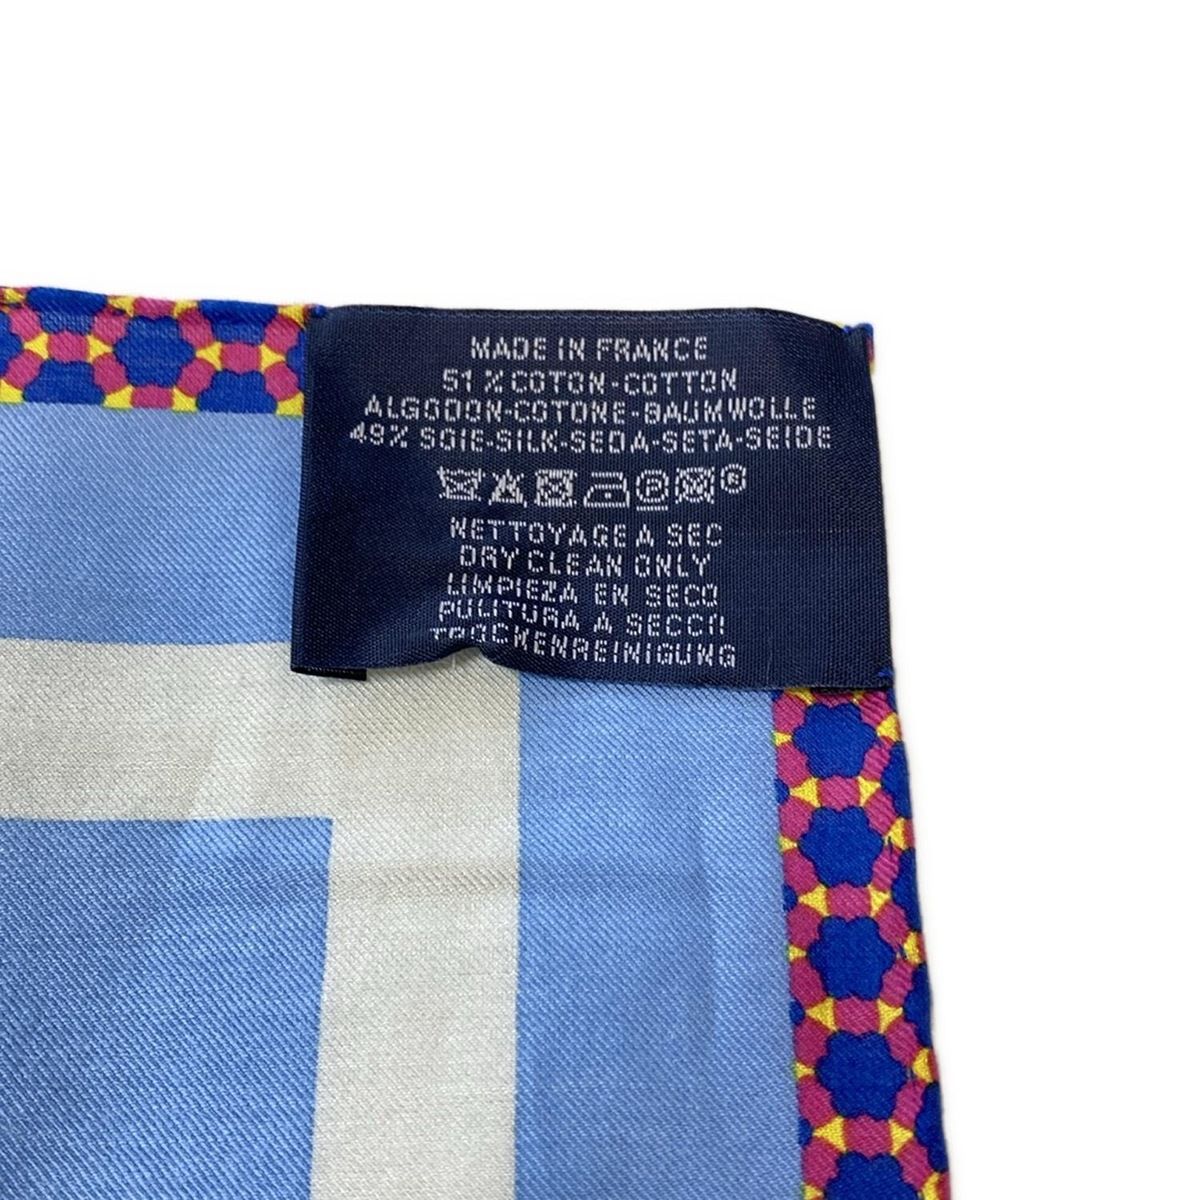 MADE IN FRANCE
51 % COTON-COTTON
ALGODON-COTONE-BAUMWOLLE
49% SOIE-SILK-SEDA-SETA-SEIDE
P
NETTOYAGE A SEC
DRY CLEAN ONLY
LIMPIEZA EN SECO
PULITURA A SECCO
TROCKENREINIGUNG